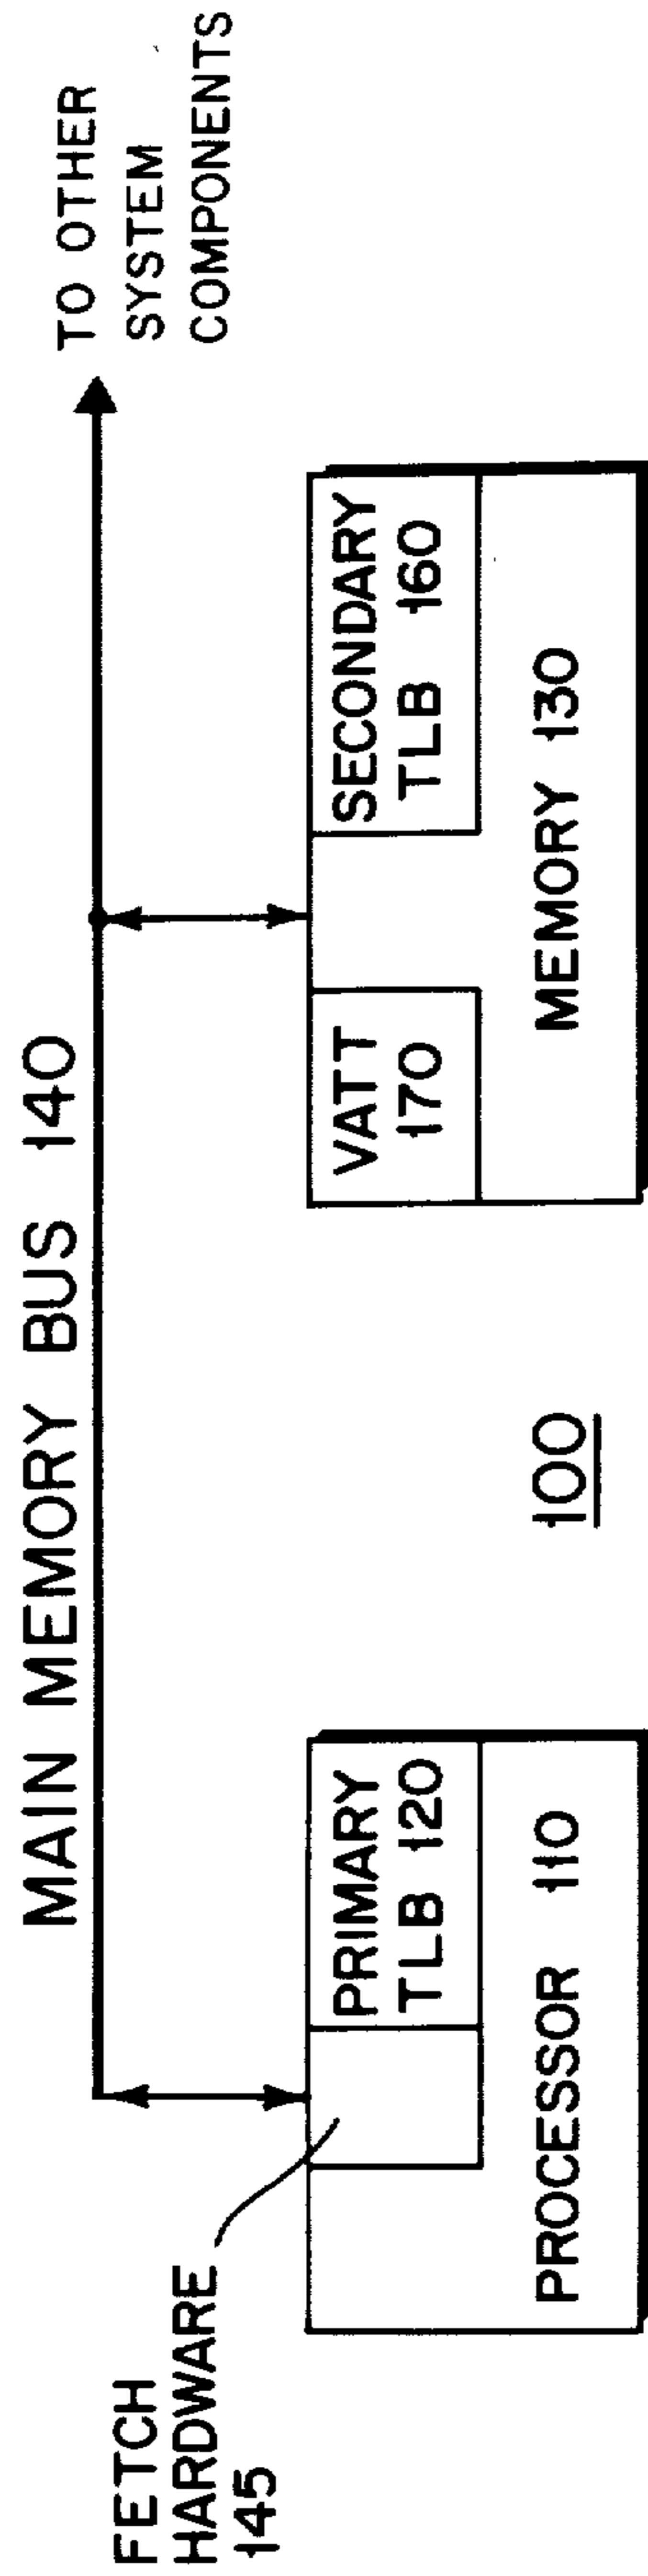 MAIN MEMORY BUS 140
TO OTHER
SYSTEM
COMPONENTS
FETCH
HARDWARE
145
PRIMARY
TLB 120
PROCESSOR 110
100
VATT
170
SECONDARY
TLB 160
MEMORY 130